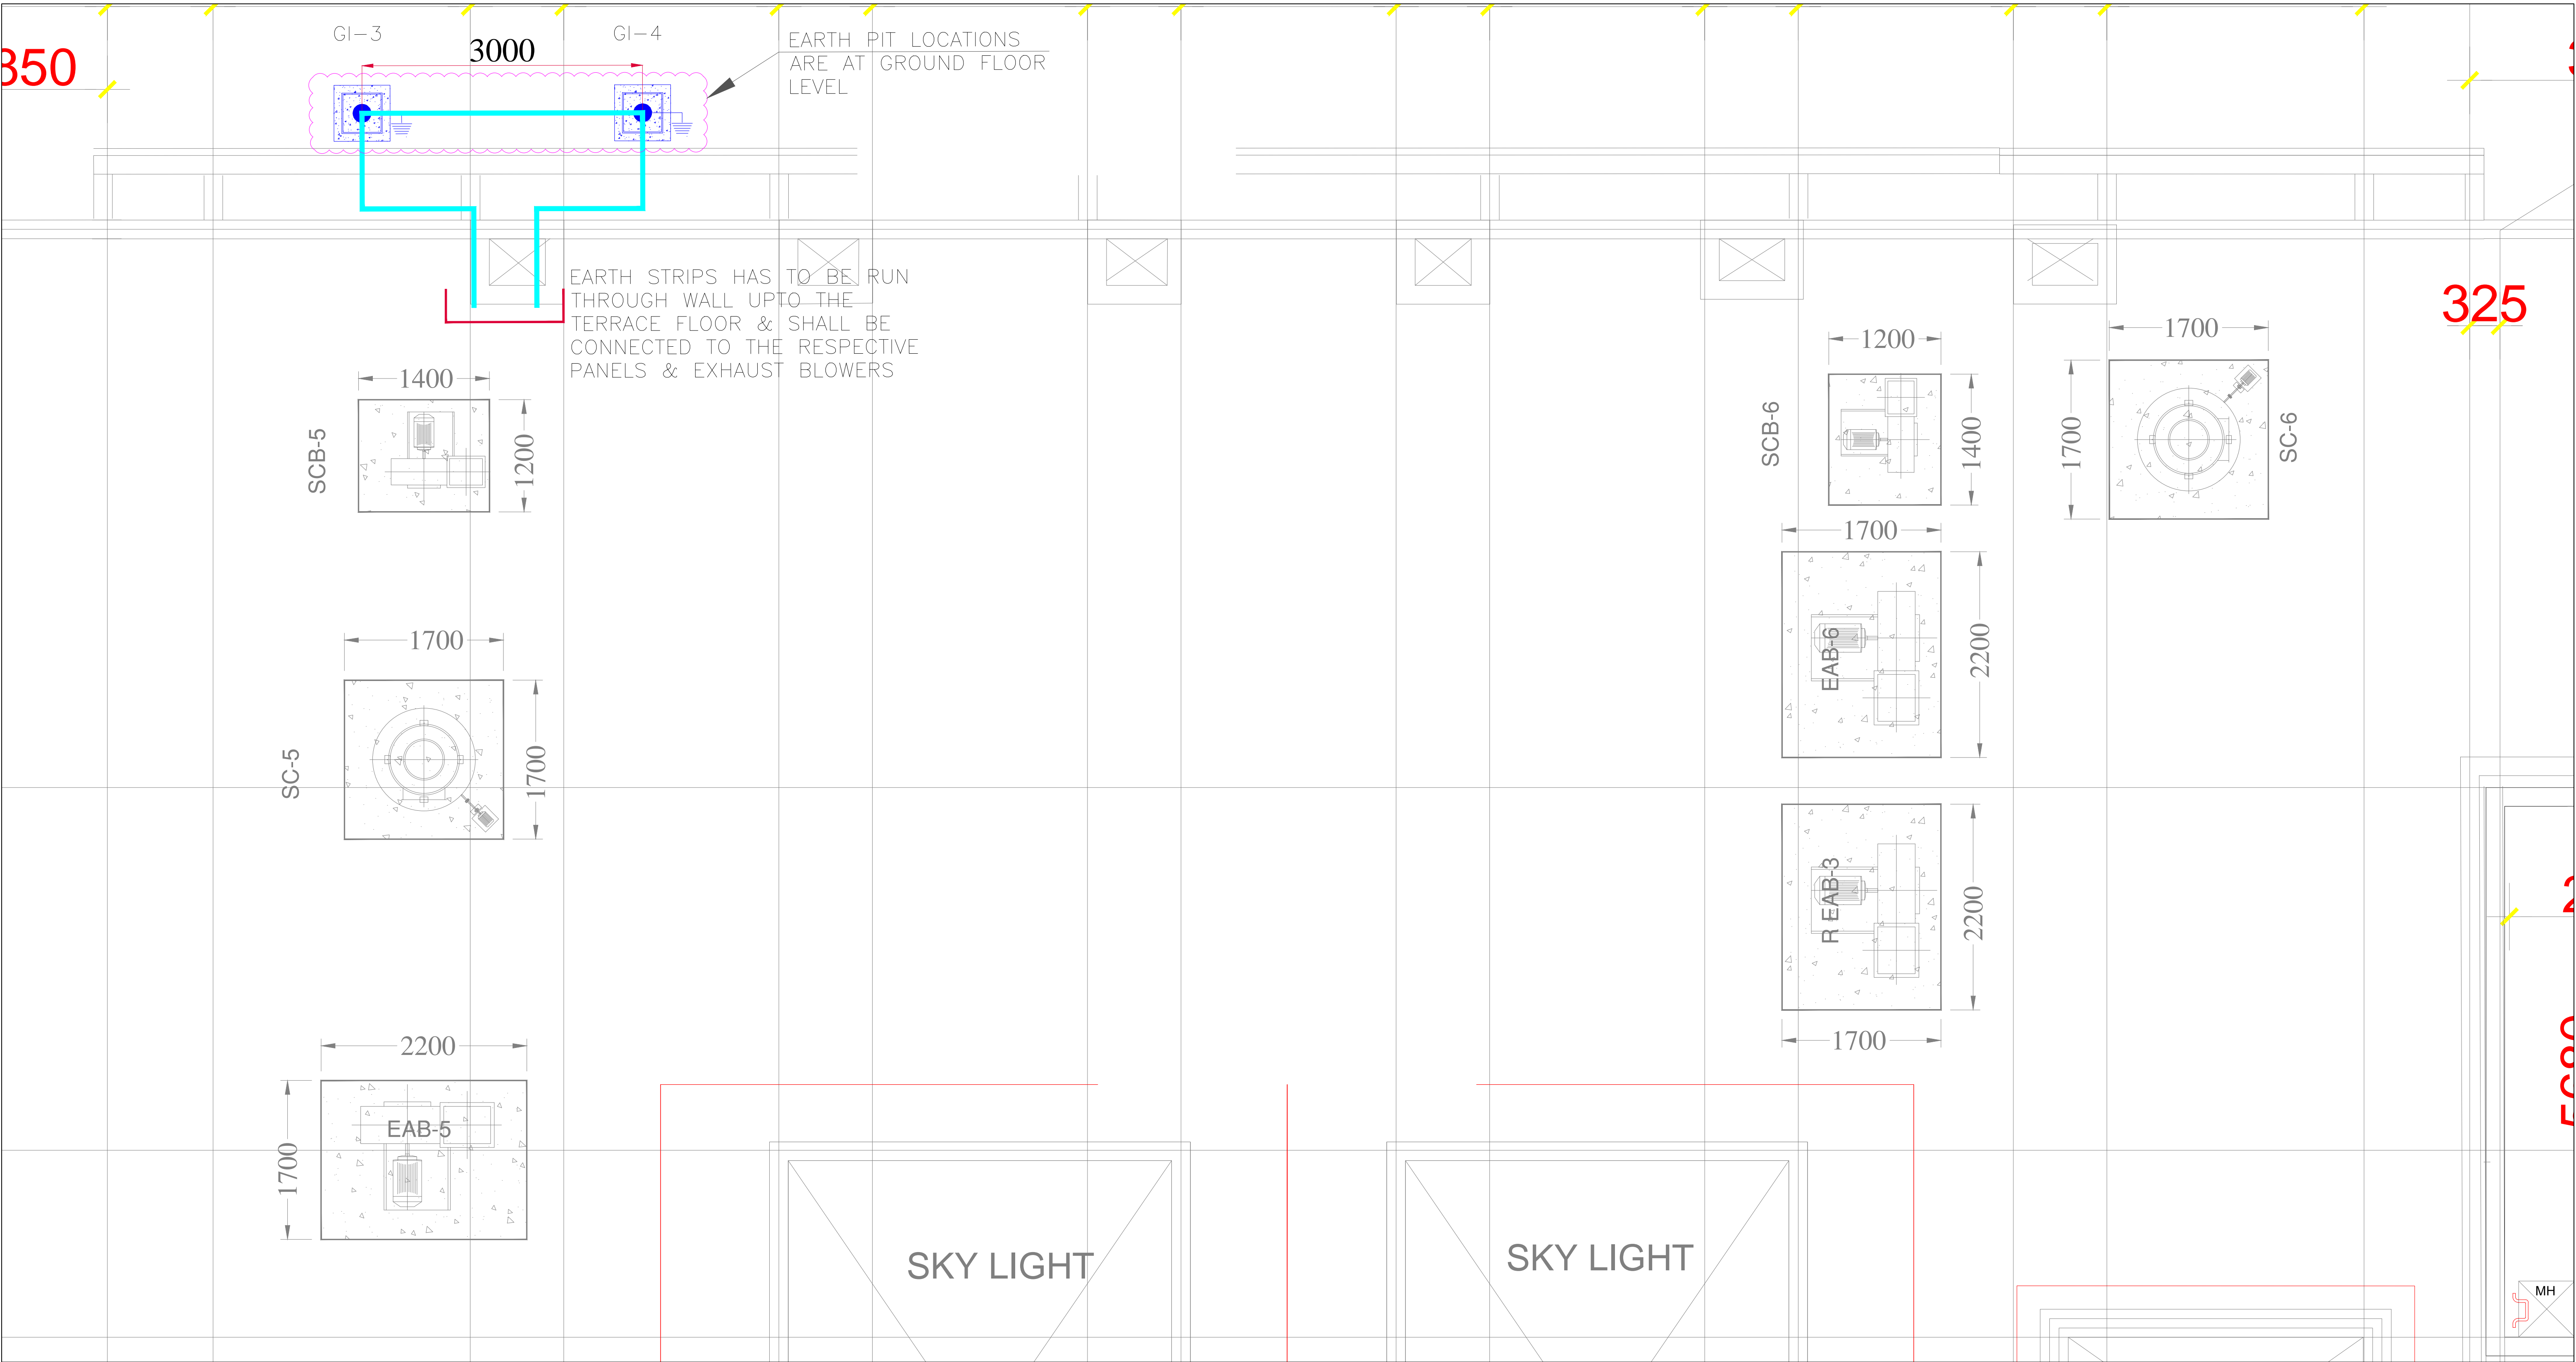 GI-3
GI-4
3000
EARTH PIT LOCATIONS
ARE AT GROUND FLOOR
LEVEL
350
EARTH STRIPS HAS TO BE RUN
THROUGH WALL UPTO THE
TERRACE FLOOR & SHALL BE
CONNECTED TO THE RESPECTIVE
PANELS & EXHAUST BLOWERS
325
1400
1200
SCB-5
1200
1400
SCB-6
1700
1700
SC-6
1700
2200
EAB-6
1700
1700
SC-5
2200
R EAB-3
1700
2200
1700
EAB-5
SKY LIGHT
SKY LIGHT
MH